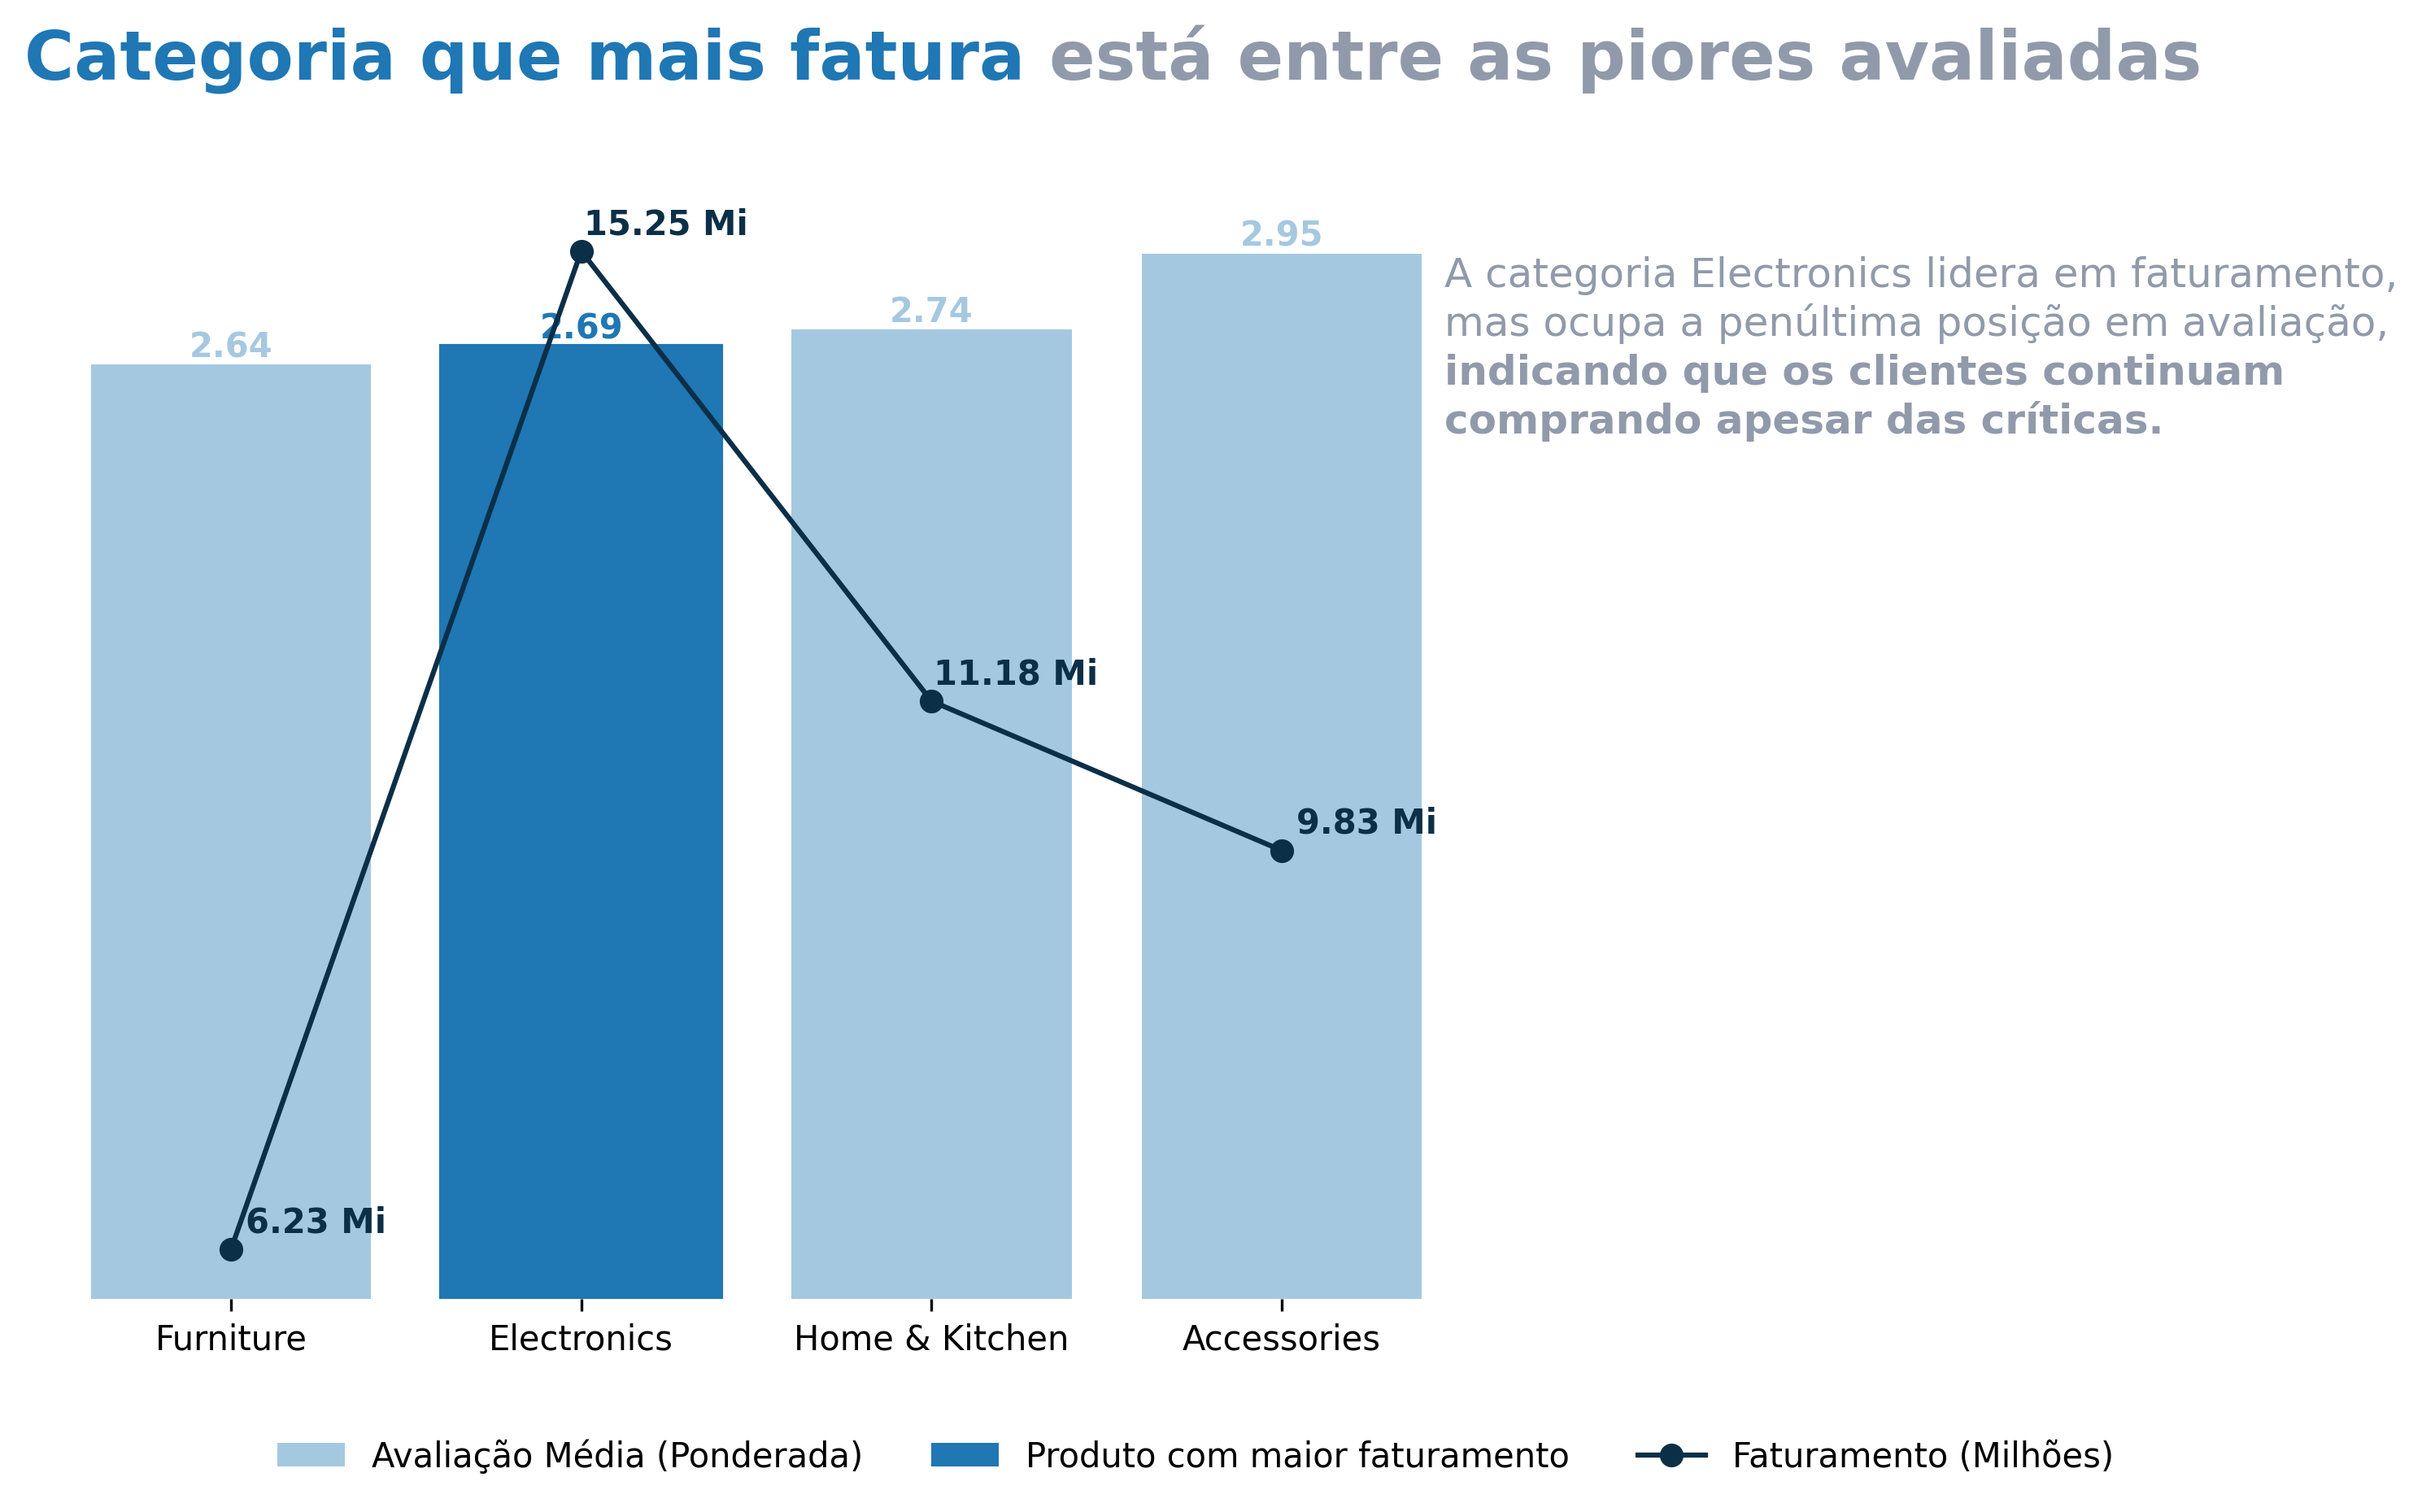 Categoria que mais fatura está entre as piores avaliadas
15.25 Mi
2.95
2.74
2.69
2.64
A categoria Electronics lidera em faturamento,
mas ocupa a penúltima posição em avaliação,
indicando que os clientes continuam
comprando apesar das críticas.
11.18 Mi
9.83 Mi
6.23 Mi
Furniture Electronics Home & Kitchen Accessories
Avaliação Média (Ponderada) Produto com maior faturamento Faturamento (Milhões)